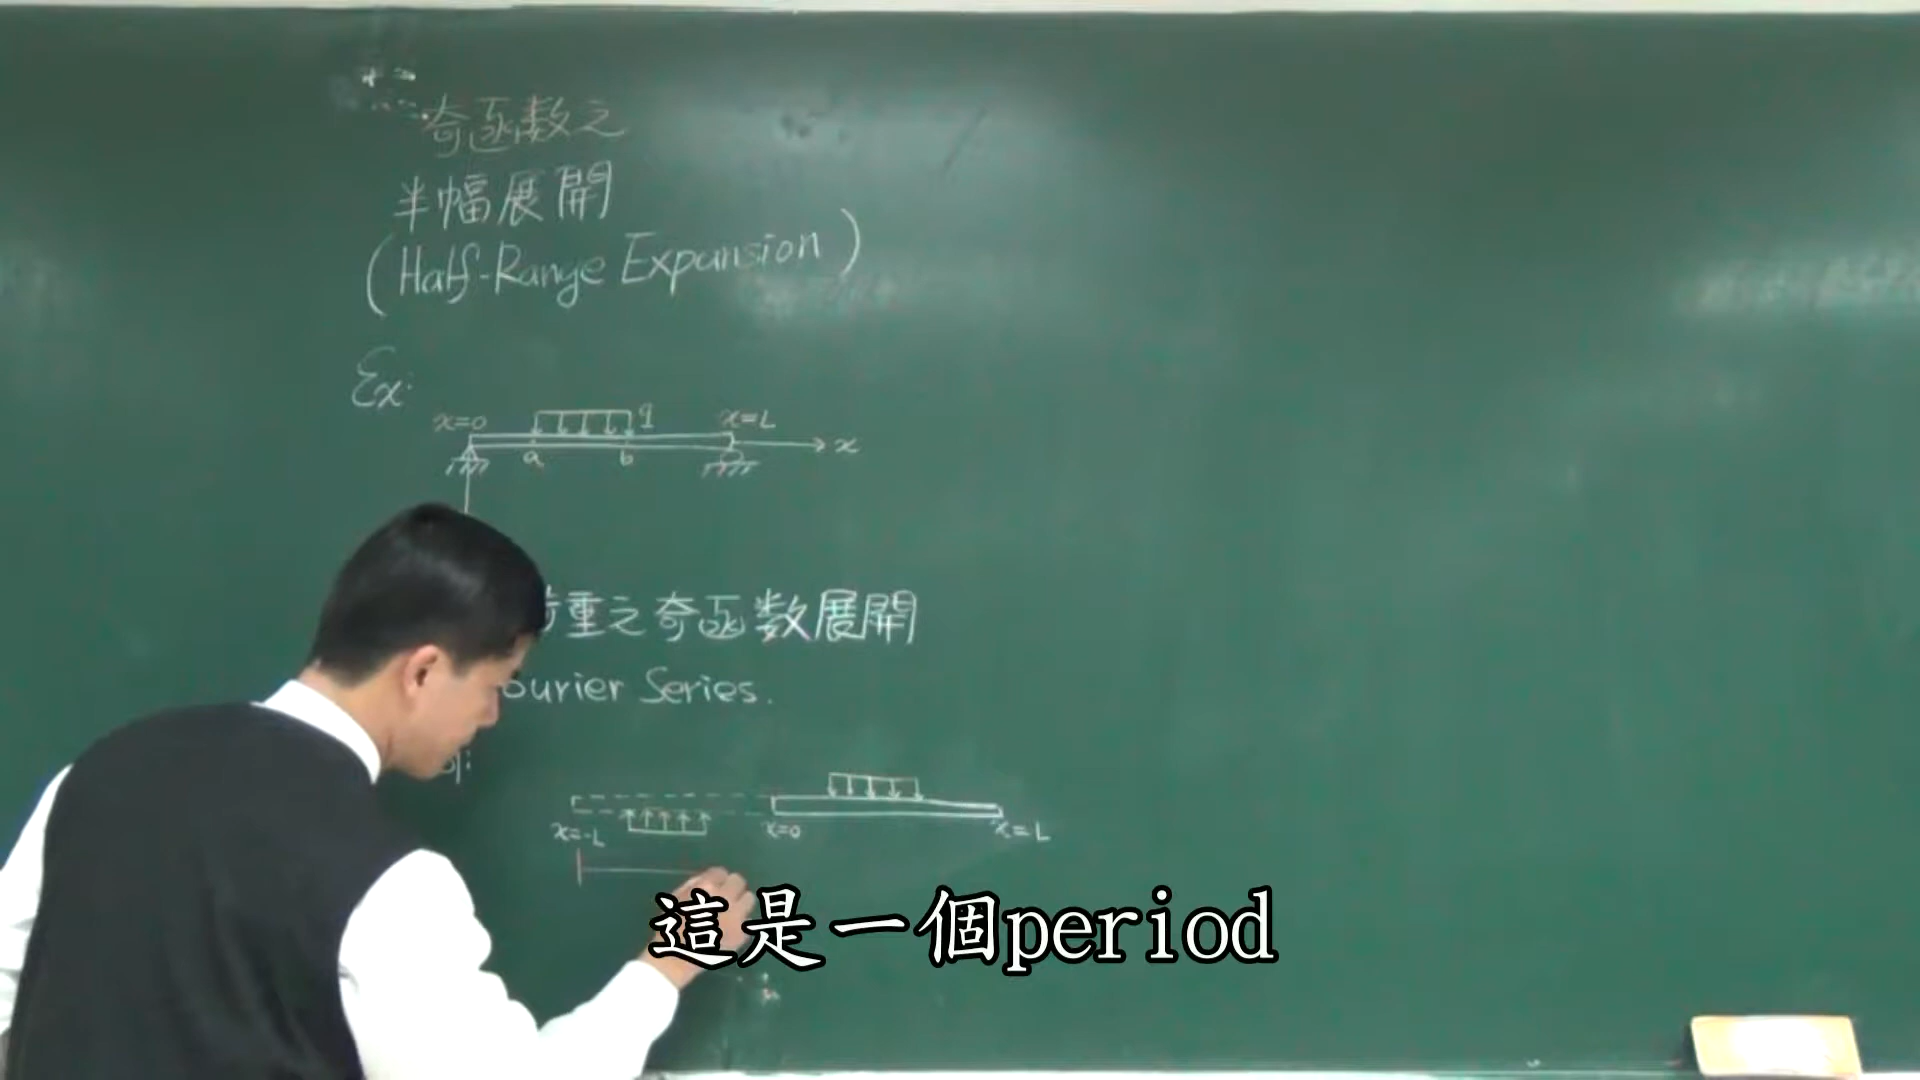 奇函数之
半幅展開
(Half-Range Expansion)
Ex:
x=0 q x=L
a b x
重之奇函数展開
ourier Series.
x=-L x=0 x=L
這是一個period